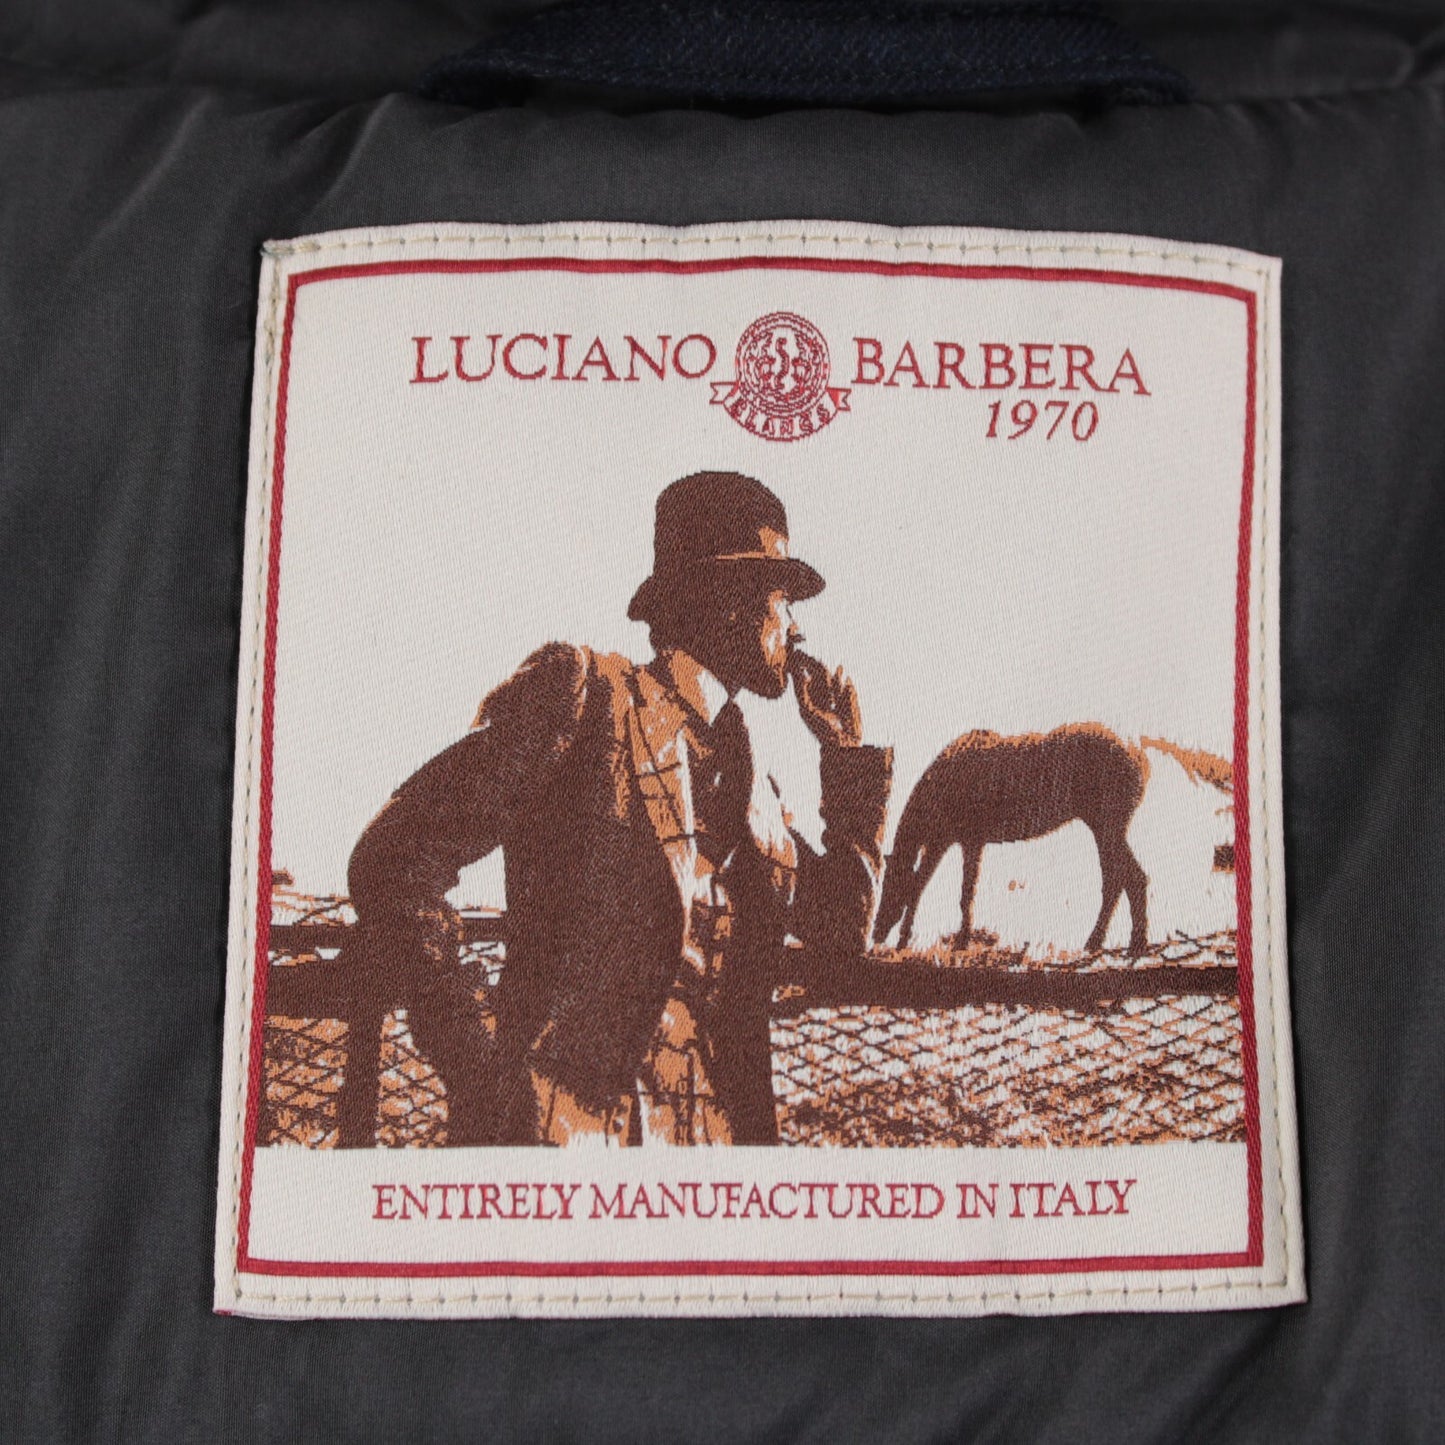 LUCIANO BARBERA
1970
ENTIRELY MANUFACTURED IN ITALY